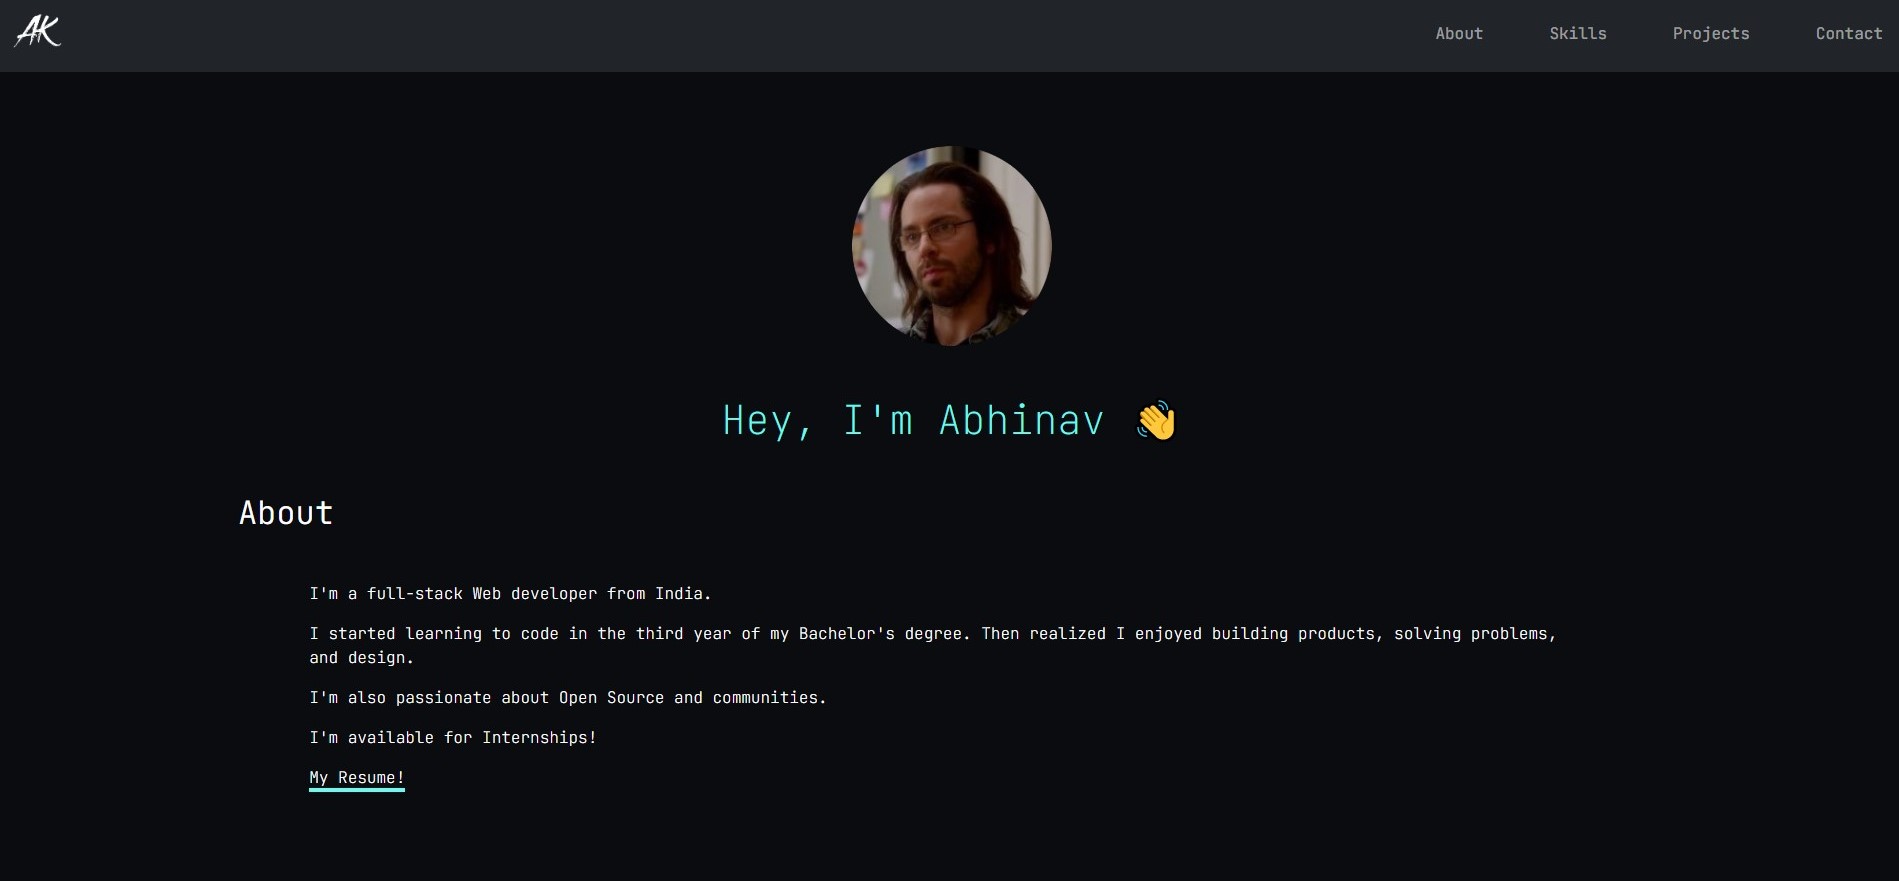 AK
About Skills Projects Contact
Hey, I'm Abhinav 👋
About
I'm a full-stack Web developer from India.
I started learning to code in the third year of my Bachelor's degree. Then realized I enjoyed building products, solving problems,
and design.
I'm also passionate about Open Source and communities.
I'm available for Internships!
My Resume!